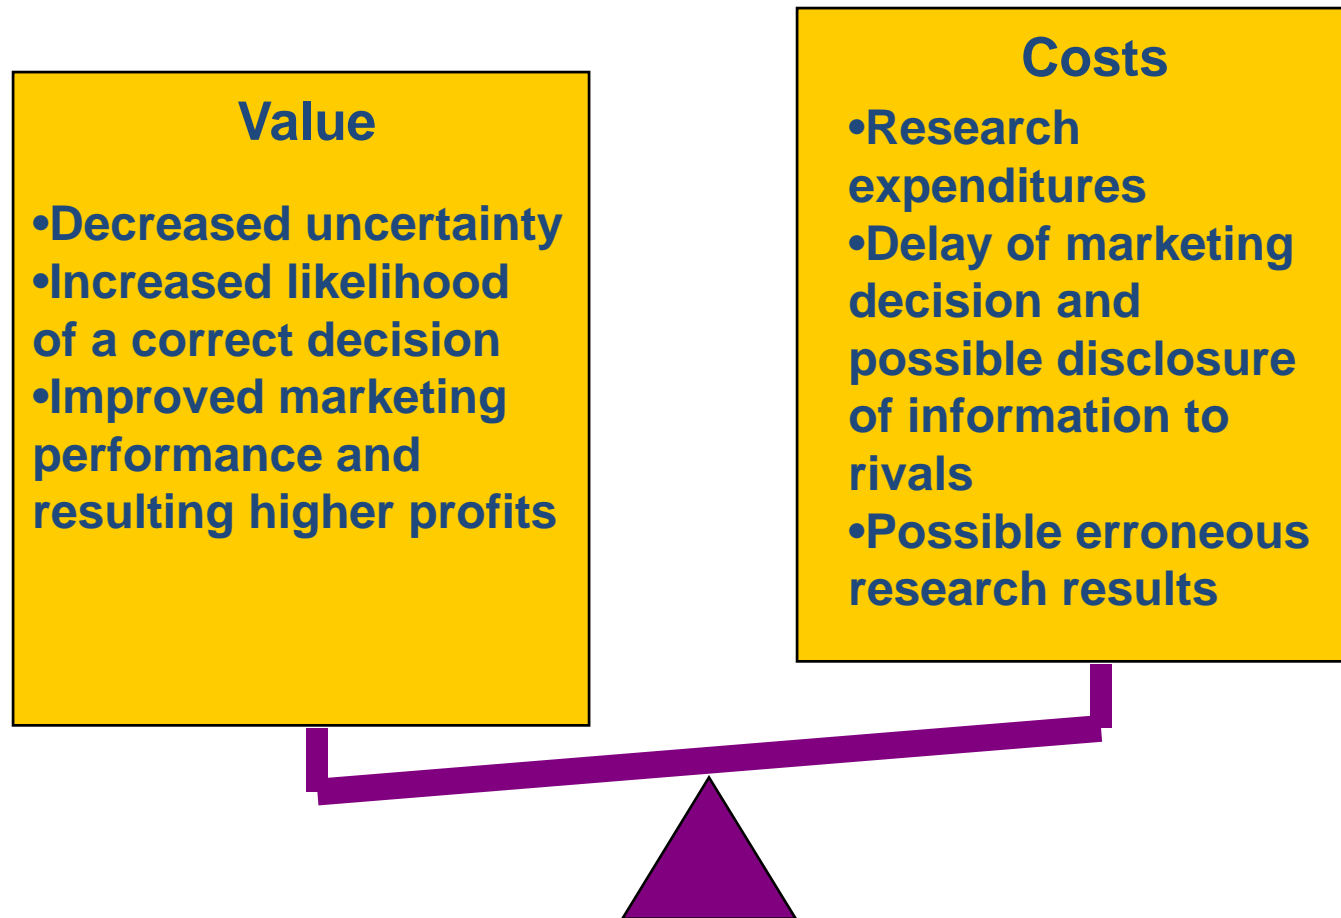 Value
•Decreased uncertainty
•Increased likelihood
of a correct decision
•Improved marketing
performance and
resulting higher profits
Costs
•Research
expenditures
•Delay of marketing
decision and
possible disclosure
of information to
rivals
•Possible erroneous
research results